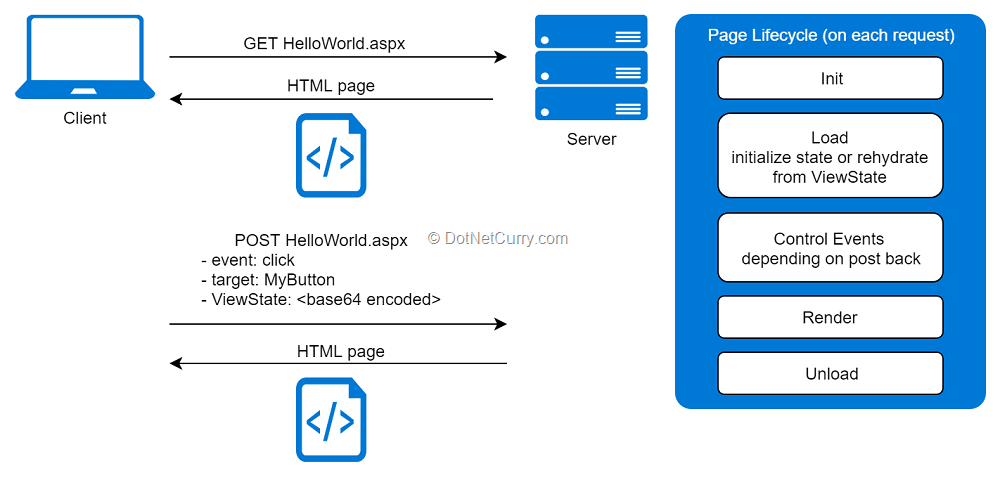 GET HelloWorld.aspx
HTML page
Client
Server
POST HelloWorld.aspx
- event: click
- target: MyButton
- ViewState: <base64 encoded>
© DotNetCurry.com
HTML page
Page Lifecycle (on each request)
Init
Load
initialize state or rehydrate
from ViewState
Control Events
depending on post back
Render
Unload